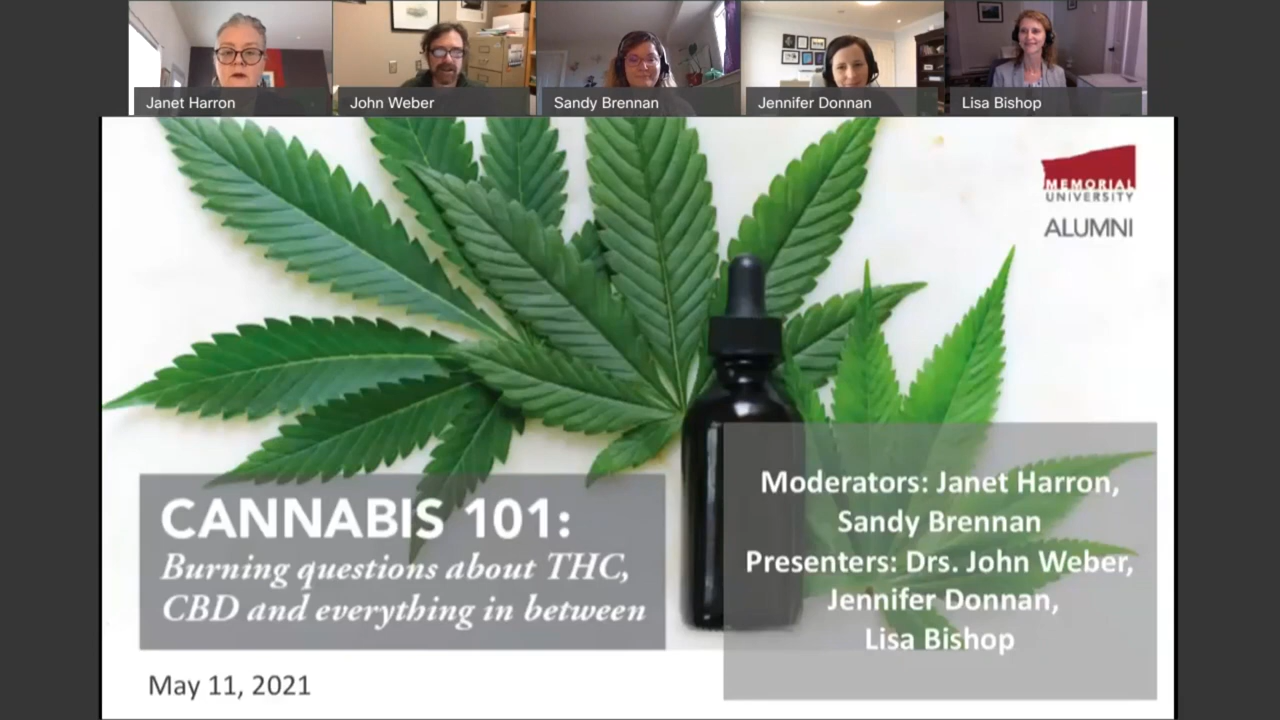 Janet Harron
John Weber
Sandy Brennan
Jennifer Donnan
Lisa Bishop
MEMORIAL
UNIVERSITY
ALUMNI
CANNABIS 101:
Burning questions about THC,
CBD and everything in between
Moderators: Janet Harron,
Sandy Brennan
Presenters: Drs. John Weber,
Jennifer Donnan,
Lisa Bishop
May 11, 2021